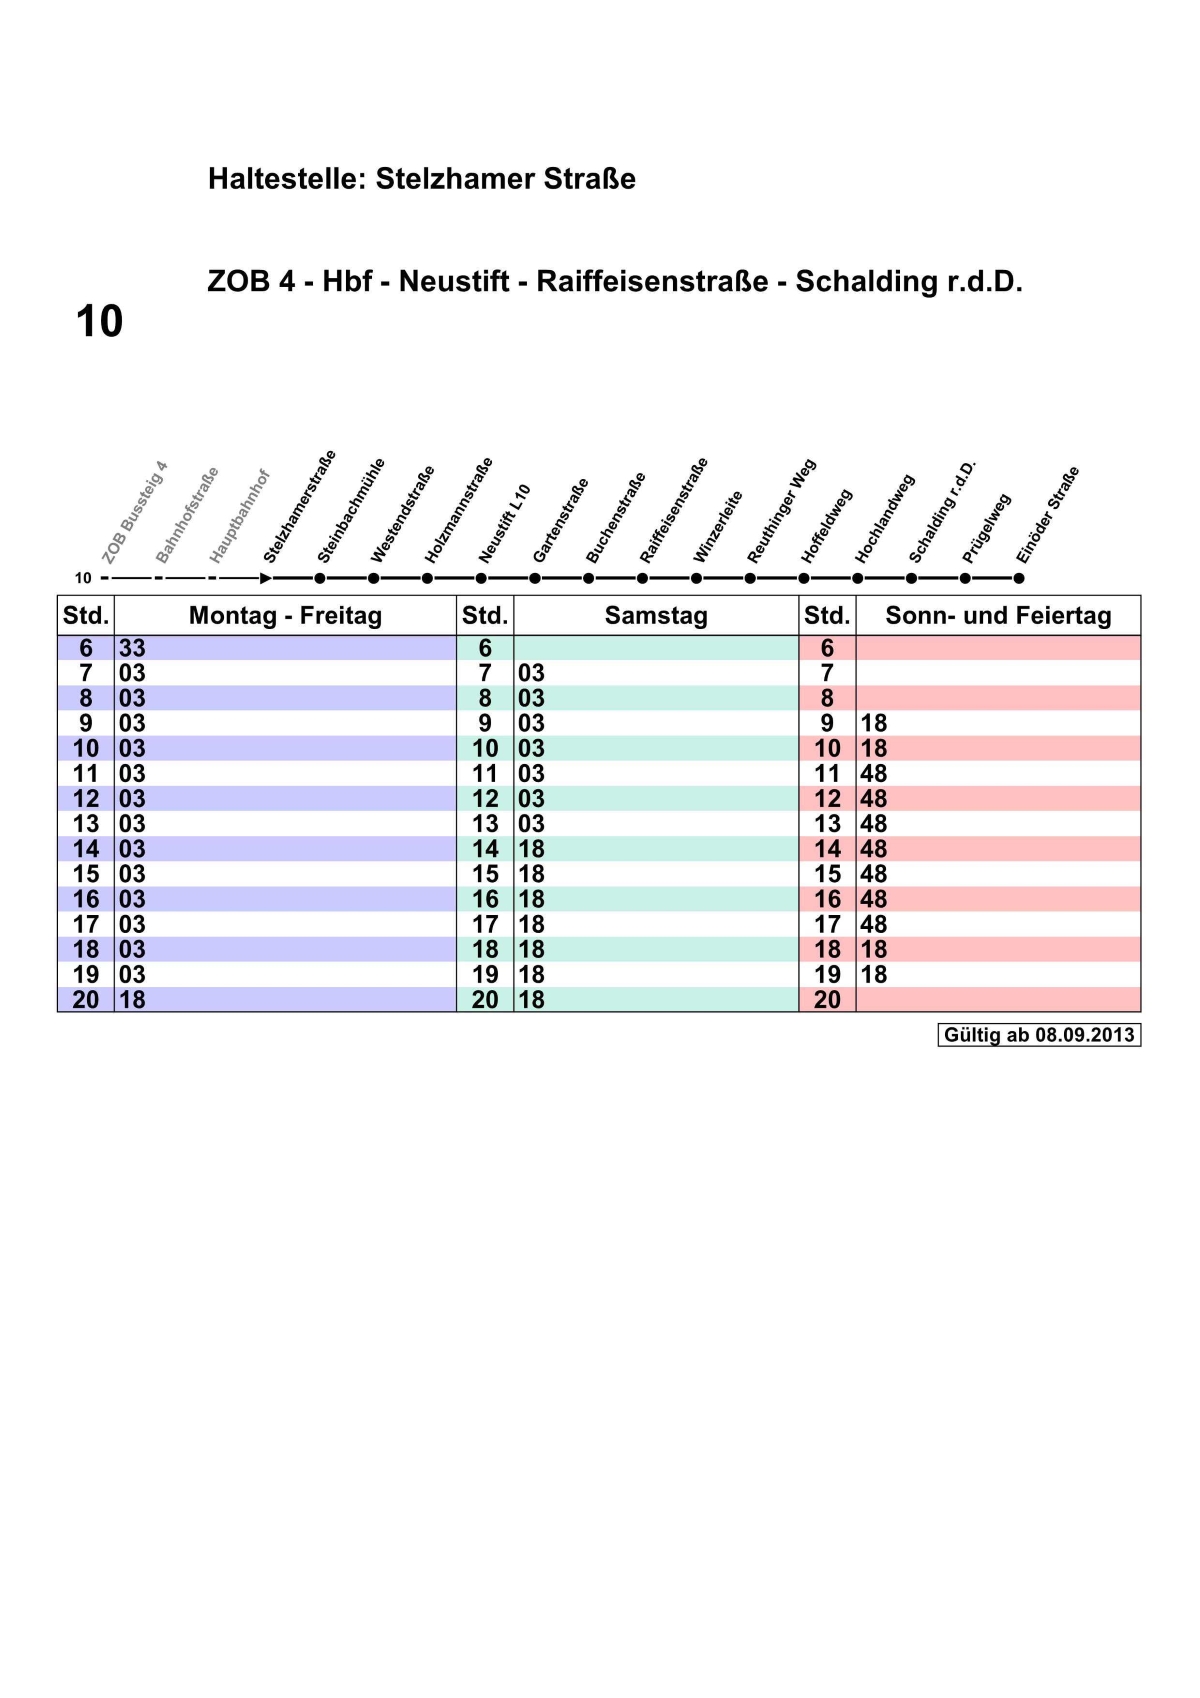 Haltestelle: Stelzhamer Straße
ZOB 4 - Hbf - Neustift - Raiffeisenstraße - Schalding r.d.D.
10
ZOB Bussteig 4
Bahnhofstraße
Hauptbahnhof
Stelzhamerstraße
Steinbachmühle
Westendstraße
Holzmannstraße
Neustift L10
Gartenstraße
Buchenstraße
Raiffeisenstraße
Winzerleite
Reuthinger Weg
Hoffeldweg
Hochlandweg
Schalding r.d.D.
Prügelweg
Einöder Straße
10
Std. Montag - Freitag Std. Samstag Std. Sonn- und Feiertag
6 33 6 6
7 03 7 03 7
8 03 8 03 8
9 03 9 03 9 18
10 03 10 03 10 18
11 03 11 03 11 48
12 03 12 03 12 48
13 03 13 03 13 48
14 03 14 18 14 48
15 03 15 18 15 48
16 03 16 18 16 48
17 03 17 18 17 48
18 03 18 18 18 18
19 03 19 18 19 18
20 18 20 18 20
Gültig ab 08.09.2013